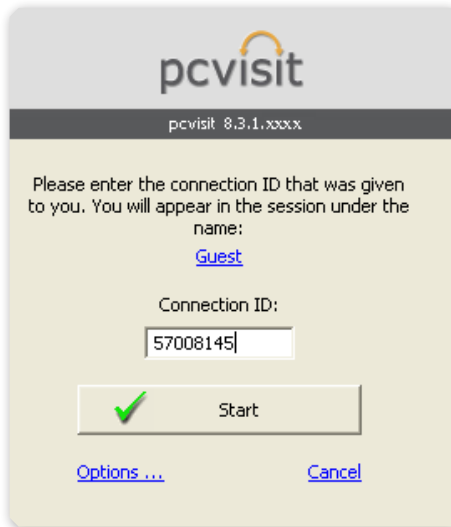 pcvisit
pcvisit 8.3.1.xxxx
Please enter the connection ID that was given
to you. You will appear in the session under the
name:
Guest
Connection ID:
57008145
Start
Options ... Cancel